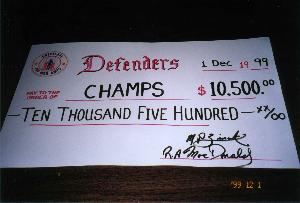 Defenders
1 Dec 19 99
PAY TO THE
ORDER OF CHAMPS $ 10,500.00
—TEN THOUSAND FIVE HUNDRED— XX/00
R.A. MacDonald
'99 12 1